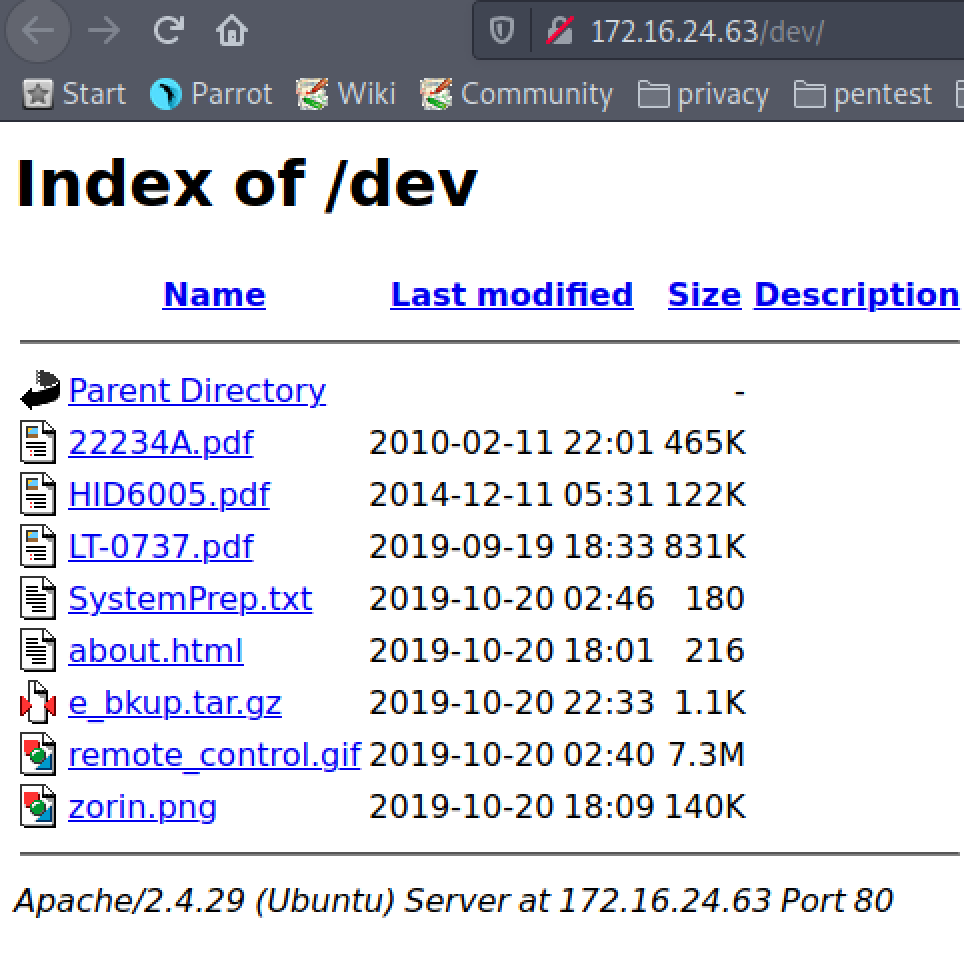 172.16.24.63/dev/
Start Parrot Wiki Community privacy pentest
Index of /dev
Name Last modified Size Description
Parent Directory -
22234A.pdf 2010-02-11 22:01 465K
HID6005.pdf 2014-12-11 05:31 122K
LT-0737.pdf 2019-09-19 18:33 831K
SystemPrep.txt 2019-10-20 02:46 180
about.html 2019-10-20 18:01 216
e_bkup.tar.gz 2019-10-20 22:33 1.1K
remote_control.gif 2019-10-20 02:40 7.3M
zorin.png 2019-10-20 18:09 140K
Apache/2.4.29 (Ubuntu) Server at 172.16.24.63 Port 80